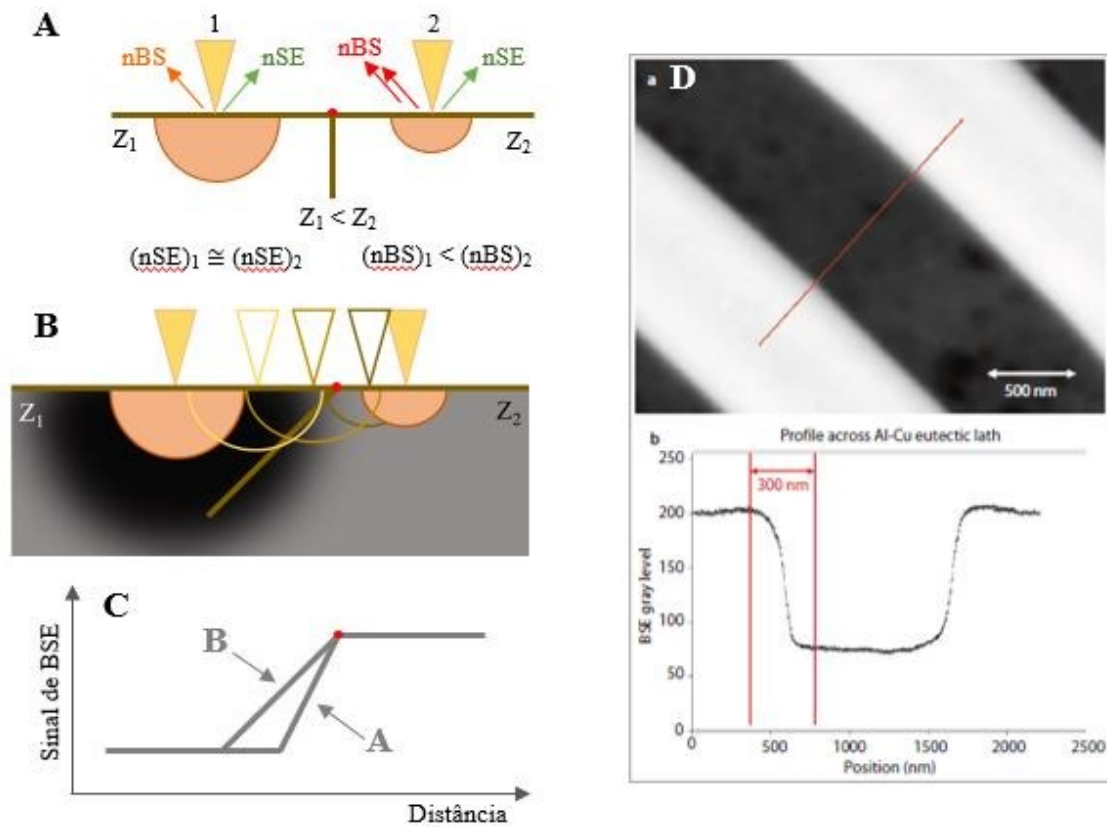 A
1
2
nBS
nSE
nBS
nSE
Z1
Z2
Z1 < Z2
(nSE)1 ≅ (nSE)2
(nBS)1 < (nBS)2
B
Z1
Z2
C
B
A
Sinal de BSE
Distância
a D
500 nm
b
Profile across Al-Cu eutectic lath
300 nm
BSE gray level
250
200
150
100
50
0
0 500 1000 1500 2000 2500
Position (nm)